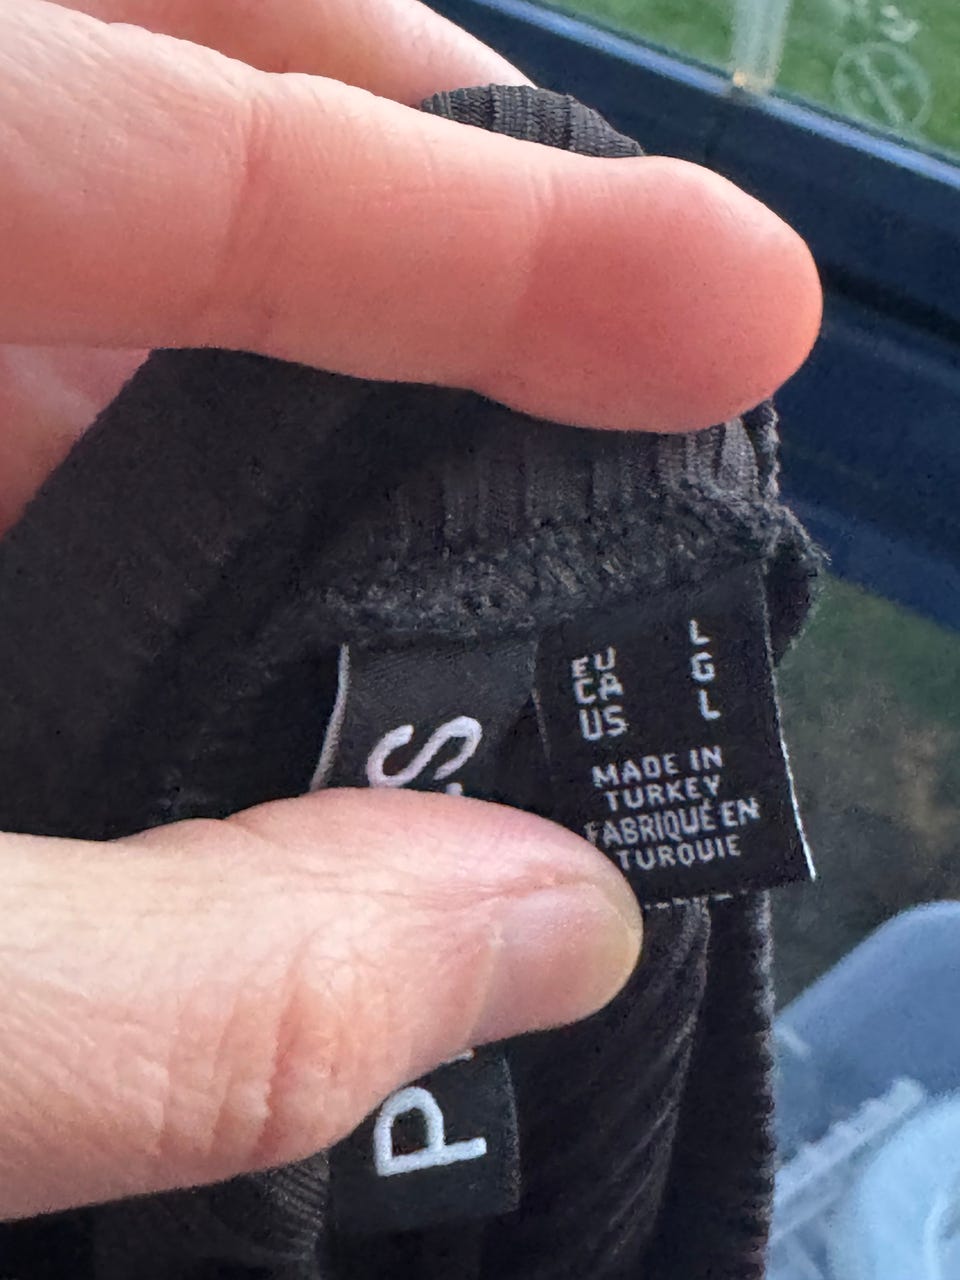 EU L
CA G
US L
MADE IN
TURKEY
FABRIQUÉ EN
TURQUIE
P
S